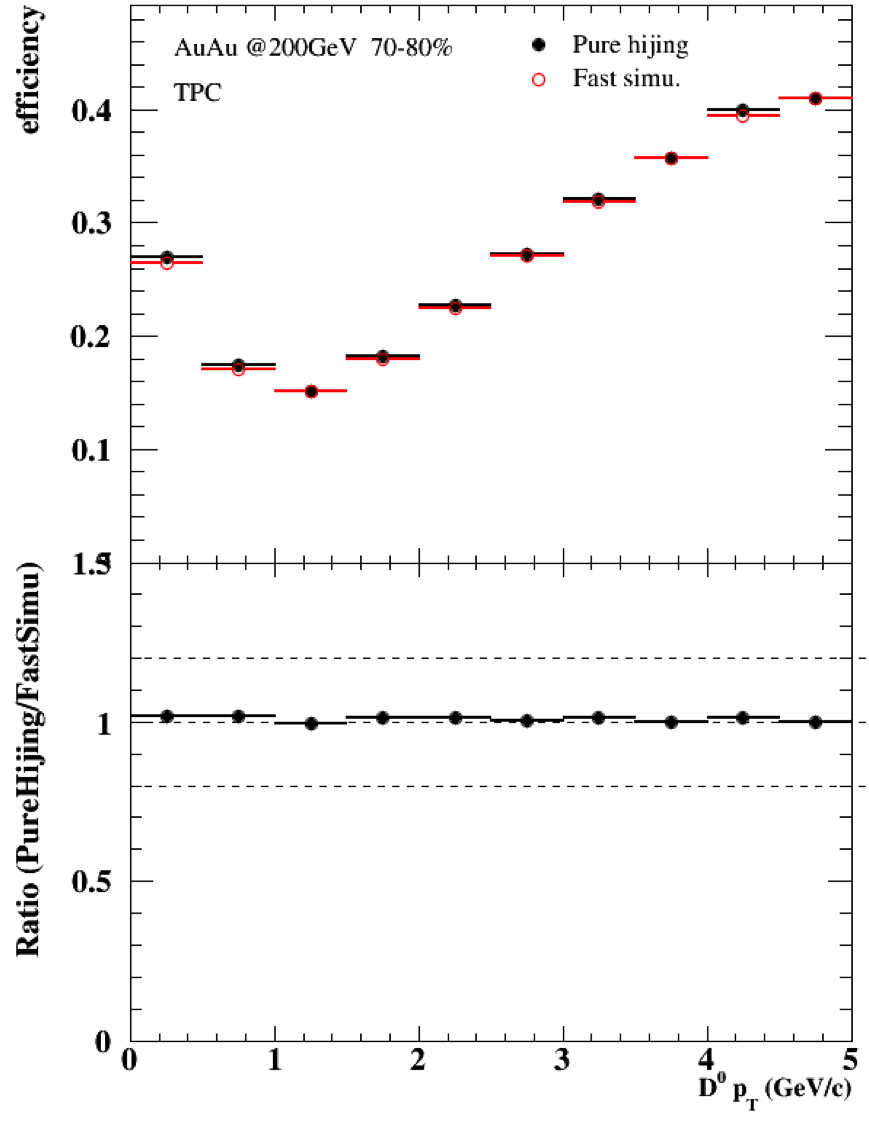 efficiency
AuAu @200GeV 70-80%
TPC
Pure hijing
Fast simu.
0.4
0.3
0.2
0.1
1.5
Ratio (PureHijing/FastSimu)
1
0.5
0
0 1 2 3 4 5
D⁰ p_T (GeV/c)